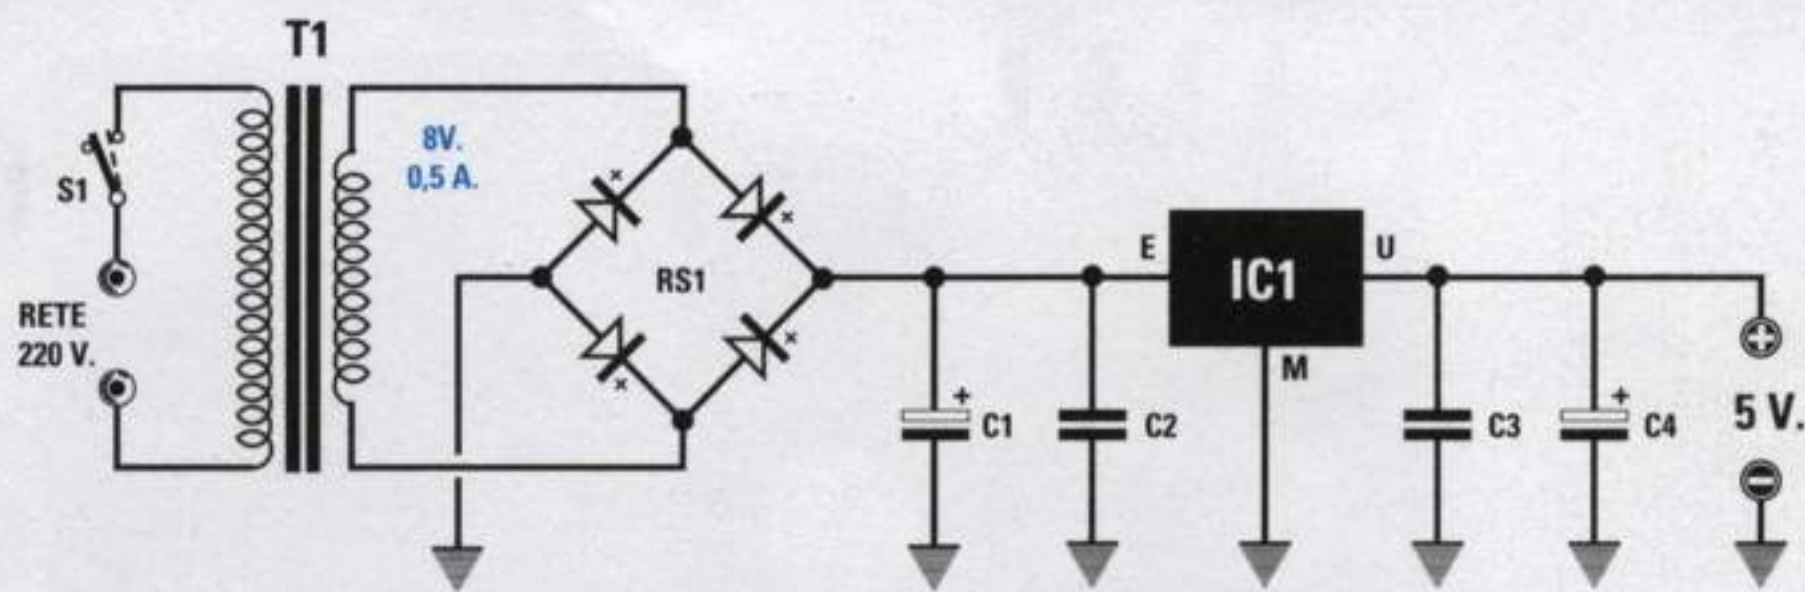 T1
8V.
0,5 A.
S1
RETE
220 V.
RS1
E
IC1
U
M
+
C1
C2
C3
+
C4
+
5 V.
-